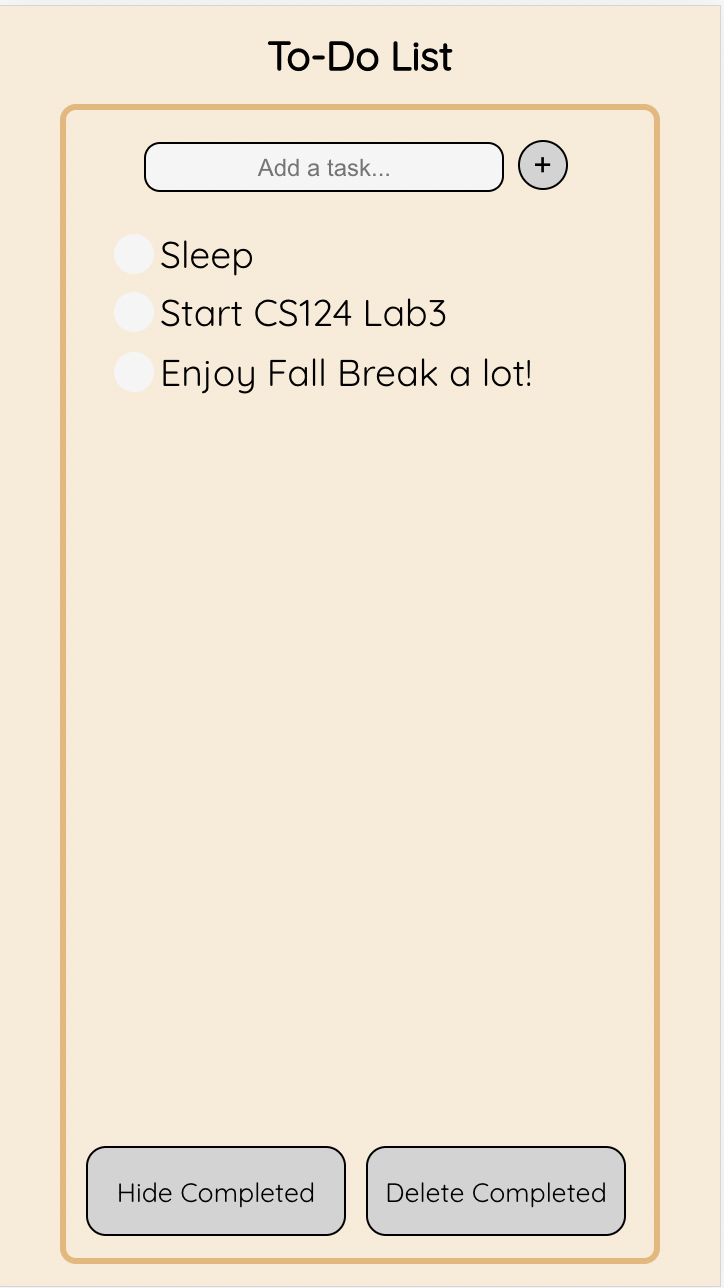 To-Do List
Add a task...
+
Sleep
Start CS124 Lab3
Enjoy Fall Break a lot!
Hide Completed
Delete Completed